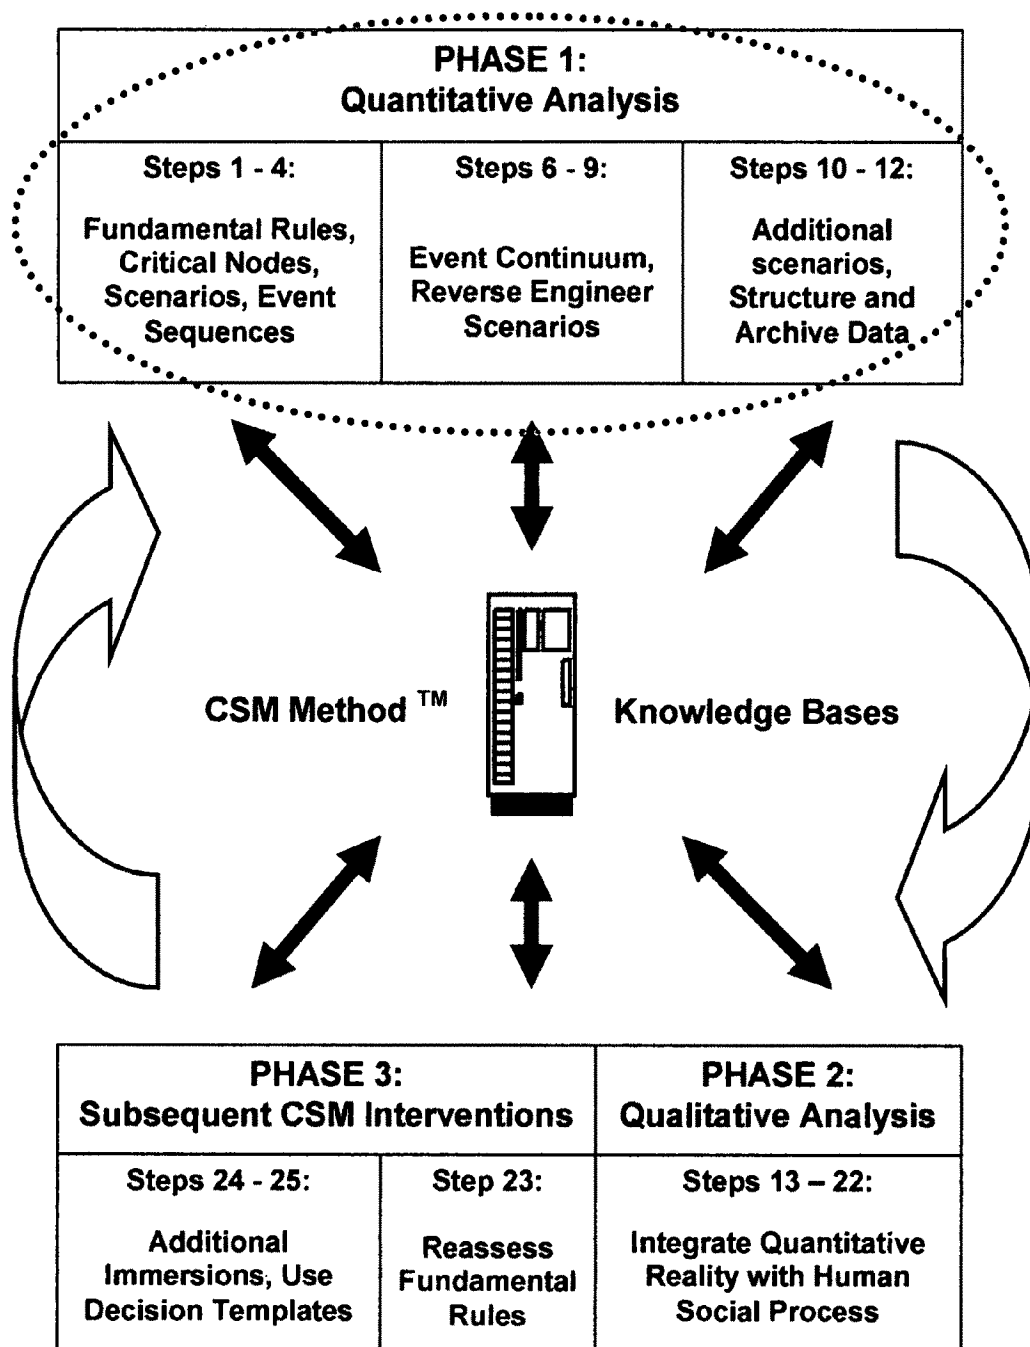 PHASE 1:
Quantitative Analysis
Steps 1 - 4:
Fundamental Rules,
Critical Nodes,
Scenarios, Event
Sequences
Steps 6 - 9:
Event Continuum,
Reverse Engineer
Scenarios
Steps 10 - 12:
Additional
scenarios,
Structure and
Archive Data
CSM Method ™
Knowledge Bases
PHASE 3:
Subsequent CSM Interventions
Steps 24 - 25:
Additional
Immersions, Use
Decision Templates
Step 23:
Reassess
Fundamental
Rules
PHASE 2:
Qualitative Analysis
Steps 13 – 22:
Integrate Quantitative
Reality with Human
Social Process